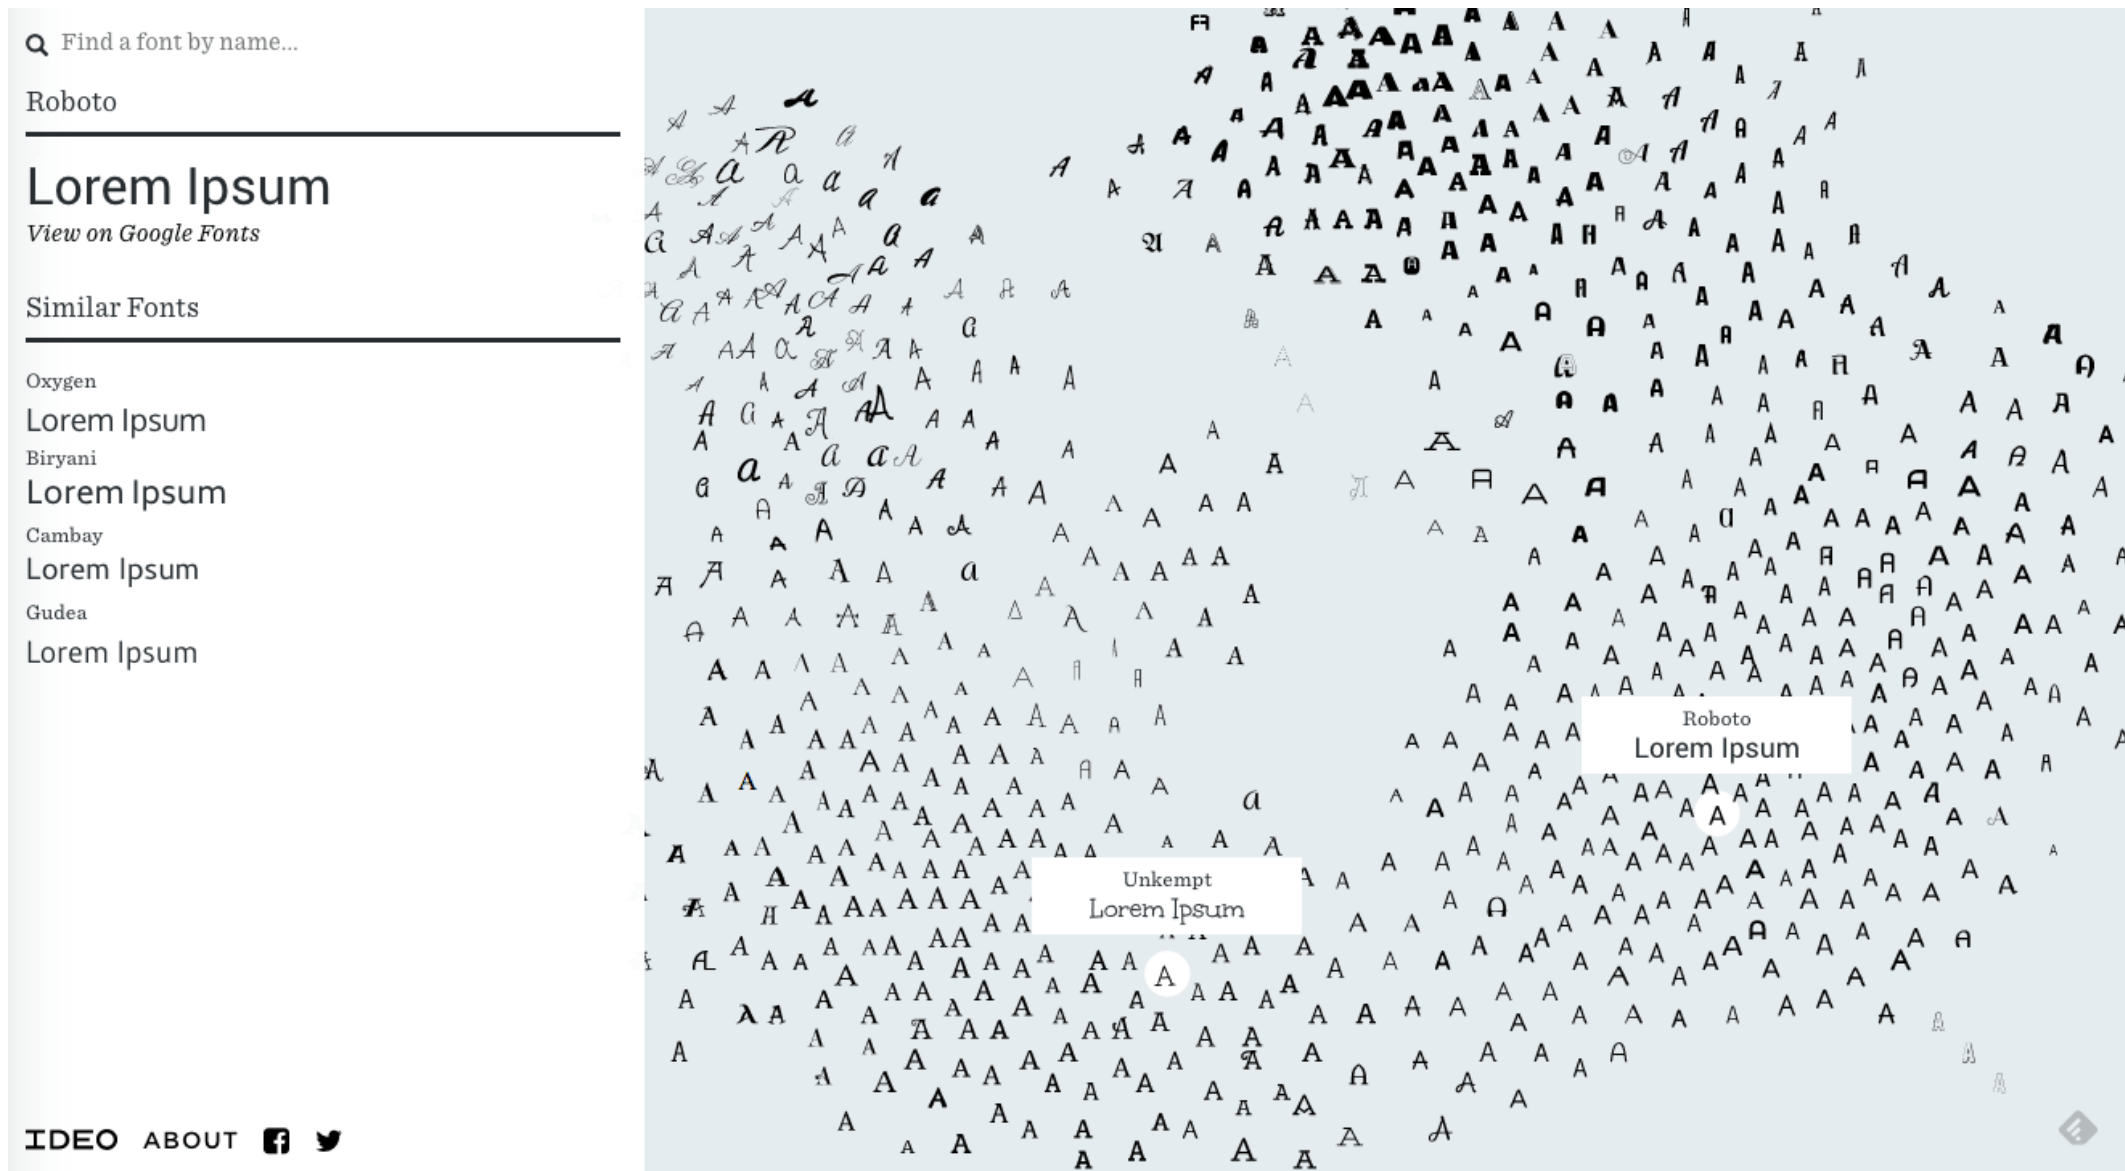 Find a font by name...
Roboto
Lorem Ipsum
View on Google Fonts
Similar Fonts
Oxygen
Lorem Ipsum
Biryani
Lorem Ipsum
Cambay
Lorem Ipsum
Gudea
Lorem Ipsum
IDEO ABOUT
Roboto
Lorem Ipsum
Unkempt
Lorem Ipsum